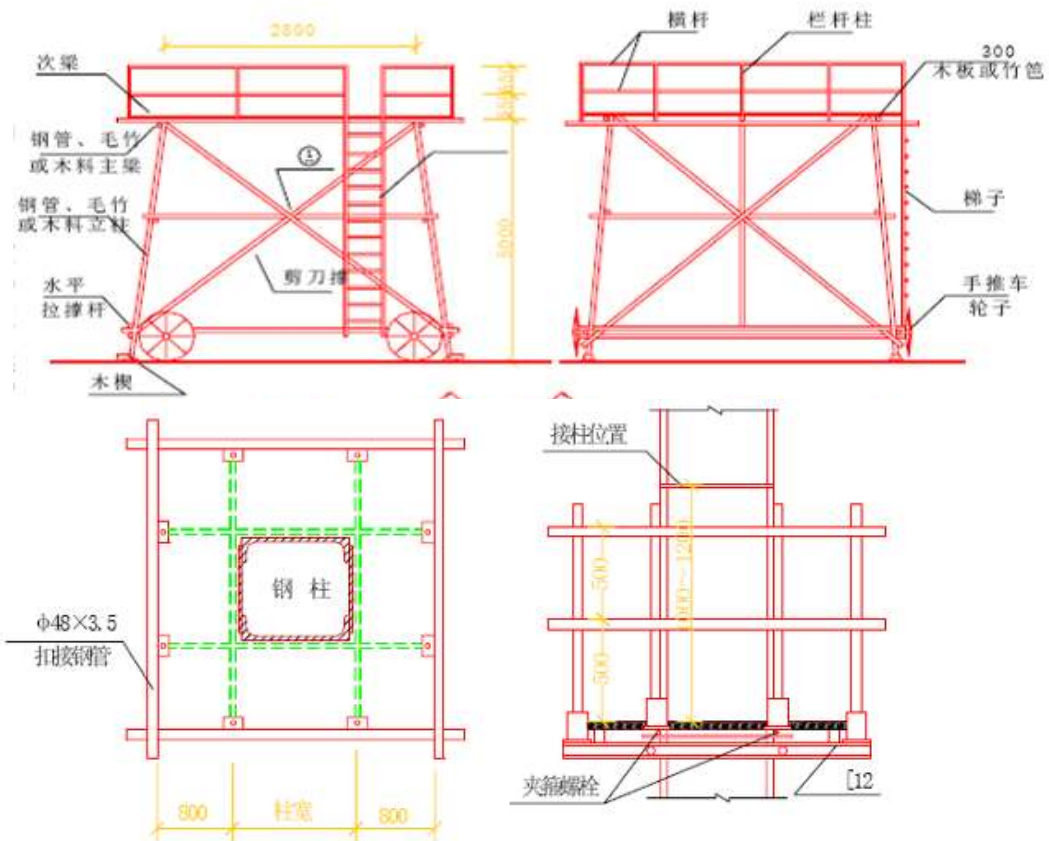 2800
横杆
栏杆柱
300
木板或竹笆
次梁
钢管、毛竹
或木料主梁
①
钢管、毛竹
或木料立柱
5000
梯子
剪刀撑
水平
拉撑杆
手推车
轮子
木楔
接柱位置
钢 柱
500
1000～1200
φ48×3.5
扣接钢管
500
夹箍螺栓
[12
800
柱宽
800